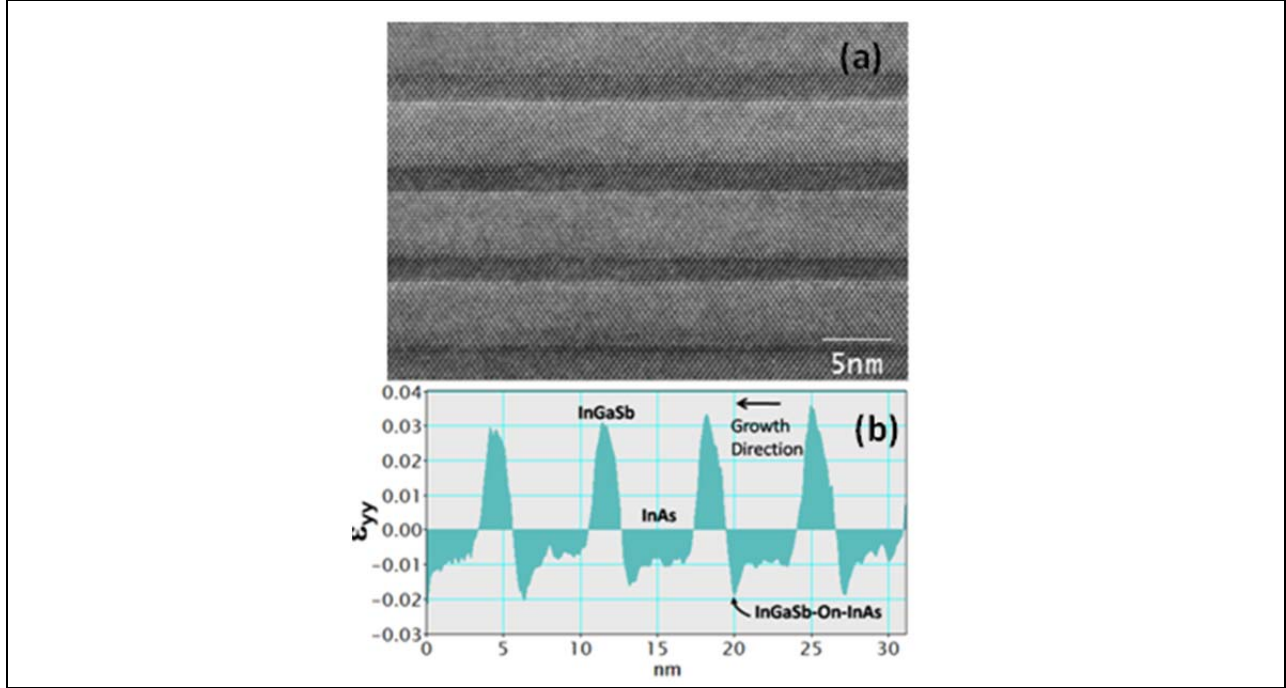 (a)
5nm
0.04
InGaSb
(b)
0.03
Growth
Direction
0.02
0.01
InAs
εyy
0.00
-0.01
-0.02
InGaSb-On-InAs
-0.03
0 5 10 15 20 25 30
nm